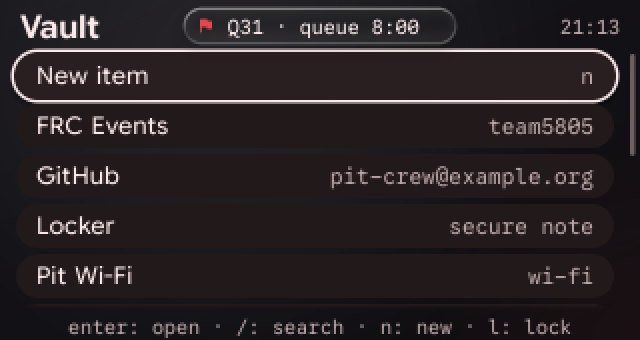 Vault Q31 · queue 8:00 21:13
New item n
FRC Events team5805
GitHub pit-crew@example.org
Locker secure note
Pit Wi-Fi wi-fi
enter: open · /: search · n: new · l: lock